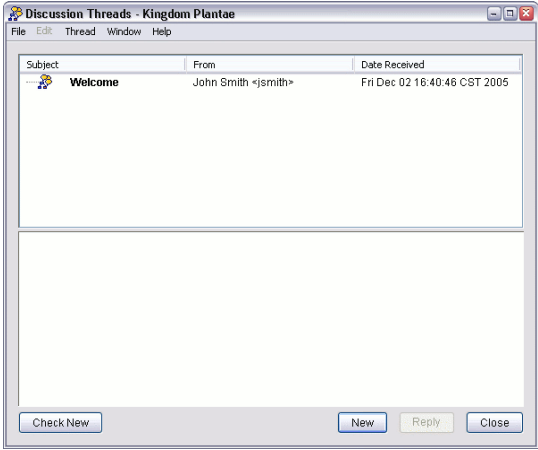 Discussion Threads - Kingdom Plantae
File Edit Thread Window Help
Subject From Date Received
Welcome John Smith <jsmith> Fri Dec 02 16:40:46 CST 2005
Check New New Reply Close